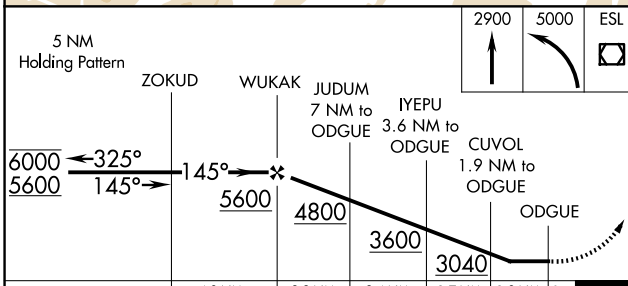 2900 5000 ESL
5 NM
Holding Pattern
ZOKUD
WUKAK
JUDUM
7 NM to
ODGUE
IYEPU
3.6 NM to
ODGUE
CUVOL
1.9 NM to
ODGUE
ODGUE
6000
5600
325°
145°
145°
5600
4800
3600
3040